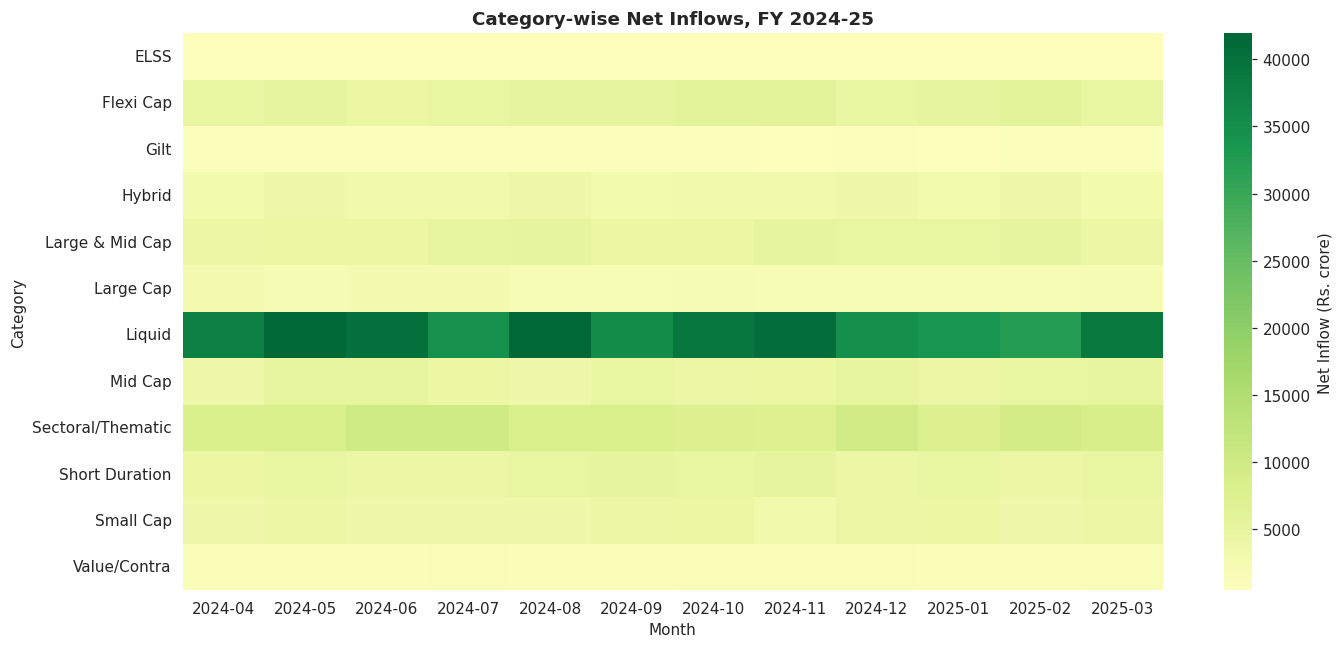 Category-wise Net Inflows, FY 2024-25
Category
ELSS
Flexi Cap
Gilt
Hybrid
Large & Mid Cap
Large Cap
Liquid
Mid Cap
Sectoral/Thematic
Short Duration
Small Cap
Value/Contra
2024-04 2024-05 2024-06 2024-07 2024-08 2024-09 2024-10 2024-11 2024-12 2025-01 2025-02 2025-03
Month
40000
35000
30000
25000
20000
15000
10000
5000
Net Inflow (Rs. crore)